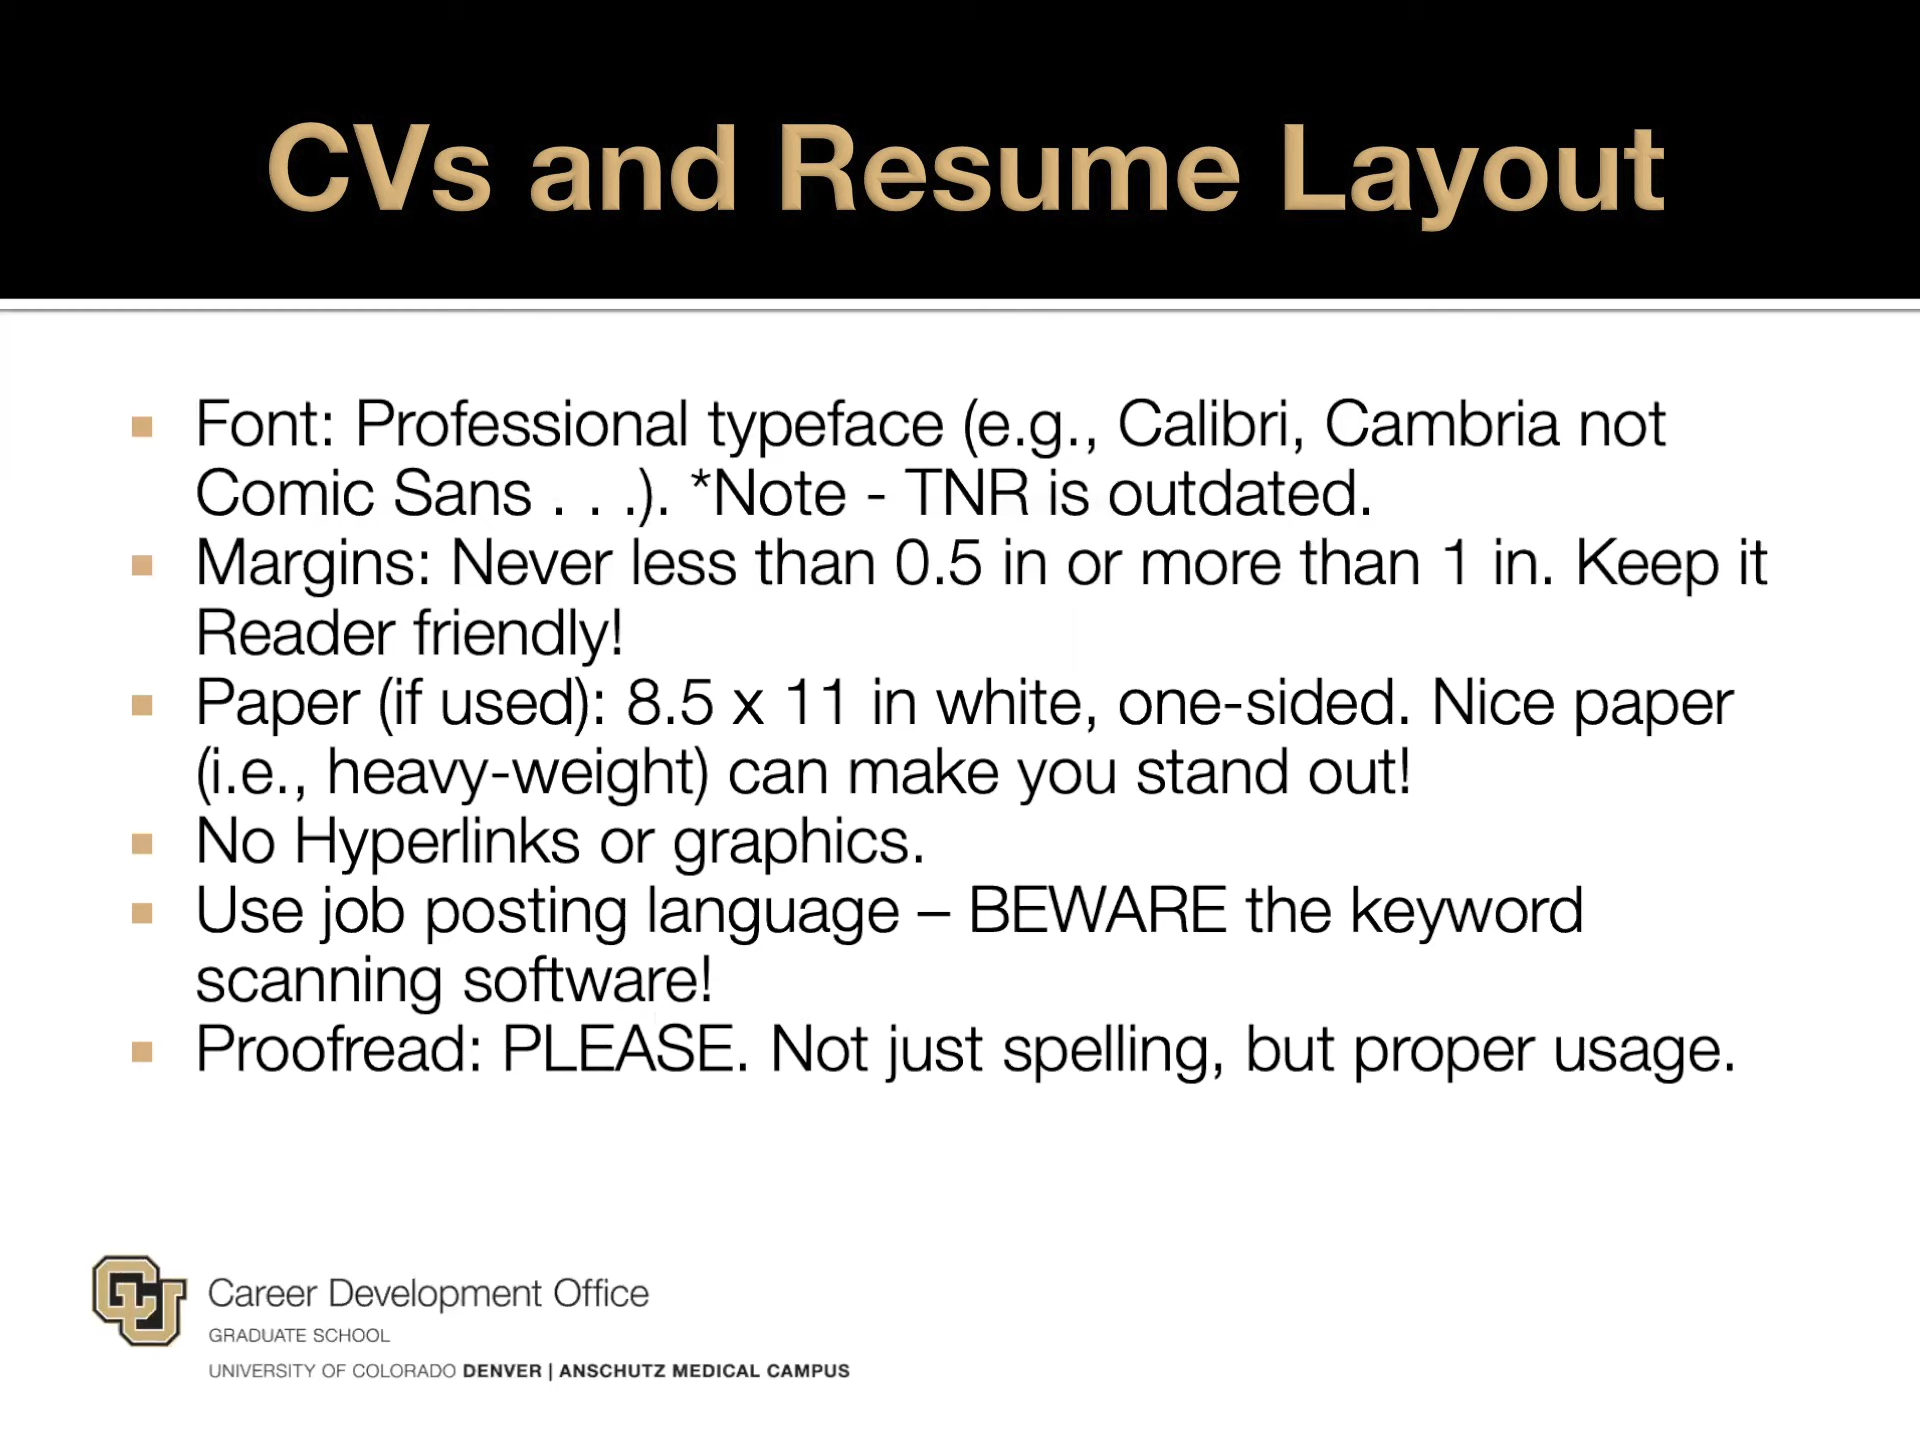 CVs and Resume Layout
Font: Professional typeface (e.g., Calibri, Cambria not
Comic Sans . . .). *Note - TNR is outdated.
Margins: Never less than 0.5 in or more than 1 in. Keep it
Reader friendly!
Paper (if used): 8.5 x 11 in white, one-sided. Nice paper
(i.e., heavy-weight) can make you stand out!
No Hyperlinks or graphics.
Use job posting language – BEWARE the keyword
scanning software!
Proofread: PLEASE. Not just spelling, but proper usage.
CU
Career Development Office
GRADUATE SCHOOL
UNIVERSITY OF COLORADO DENVER | ANSCHUTZ MEDICAL CAMPUS